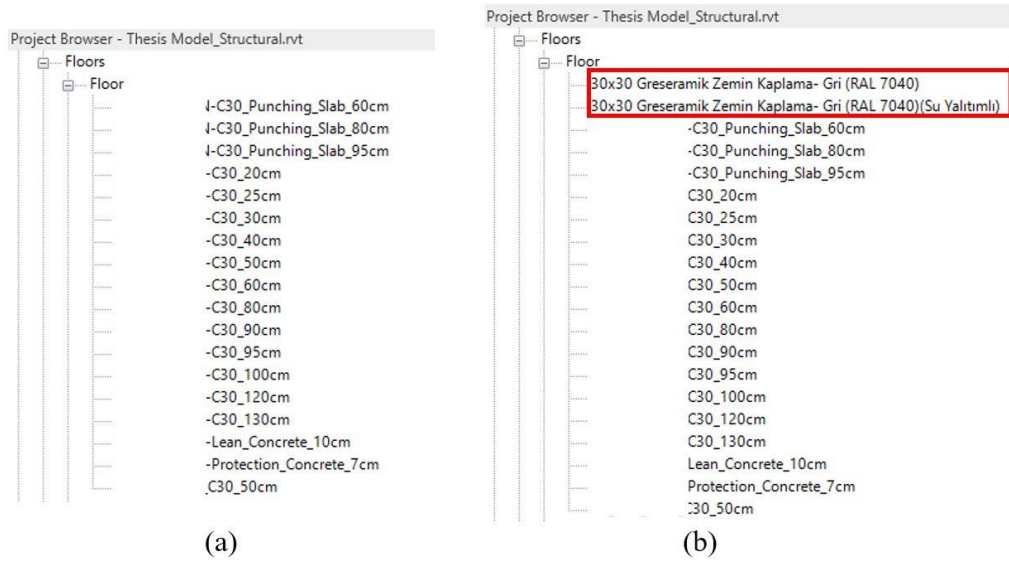 Project Browser - Thesis Model_Structural.rvt
Floors
Floor
-C30_Punching_Slab_60cm
-C30_Punching_Slab_80cm
-C30_Punching_Slab_95cm
-C30_20cm
-C30_25cm
-C30_30cm
-C30_40cm
-C30_50cm
-C30_60cm
-C30_80cm
-C30_90cm
-C30_95cm
-C30_100cm
-C30_120cm
-C30_130cm
-Lean_Concrete_10cm
-Protection_Concrete_7cm
_C30_50cm
(a)
Project Browser - Thesis Model_Structural.rvt
Floors
Floor
30x30 Greseramik Zemin Kaplama- Gri (RAL 7040)
30x30 Greseramik Zemin Kaplama- Gri (RAL 7040)(Su Yalıtımlı)
-C30_Punching_Slab_60cm
-C30_Punching_Slab_80cm
-C30_Punching_Slab_95cm
C30_20cm
C30_25cm
C30_30cm
C30_40cm
C30_50cm
C30_60cm
C30_80cm
C30_90cm
C30_95cm
C30_100cm
C30_120cm
C30_130cm
Lean_Concrete_10cm
Protection_Concrete_7cm
C30_50cm
(b)